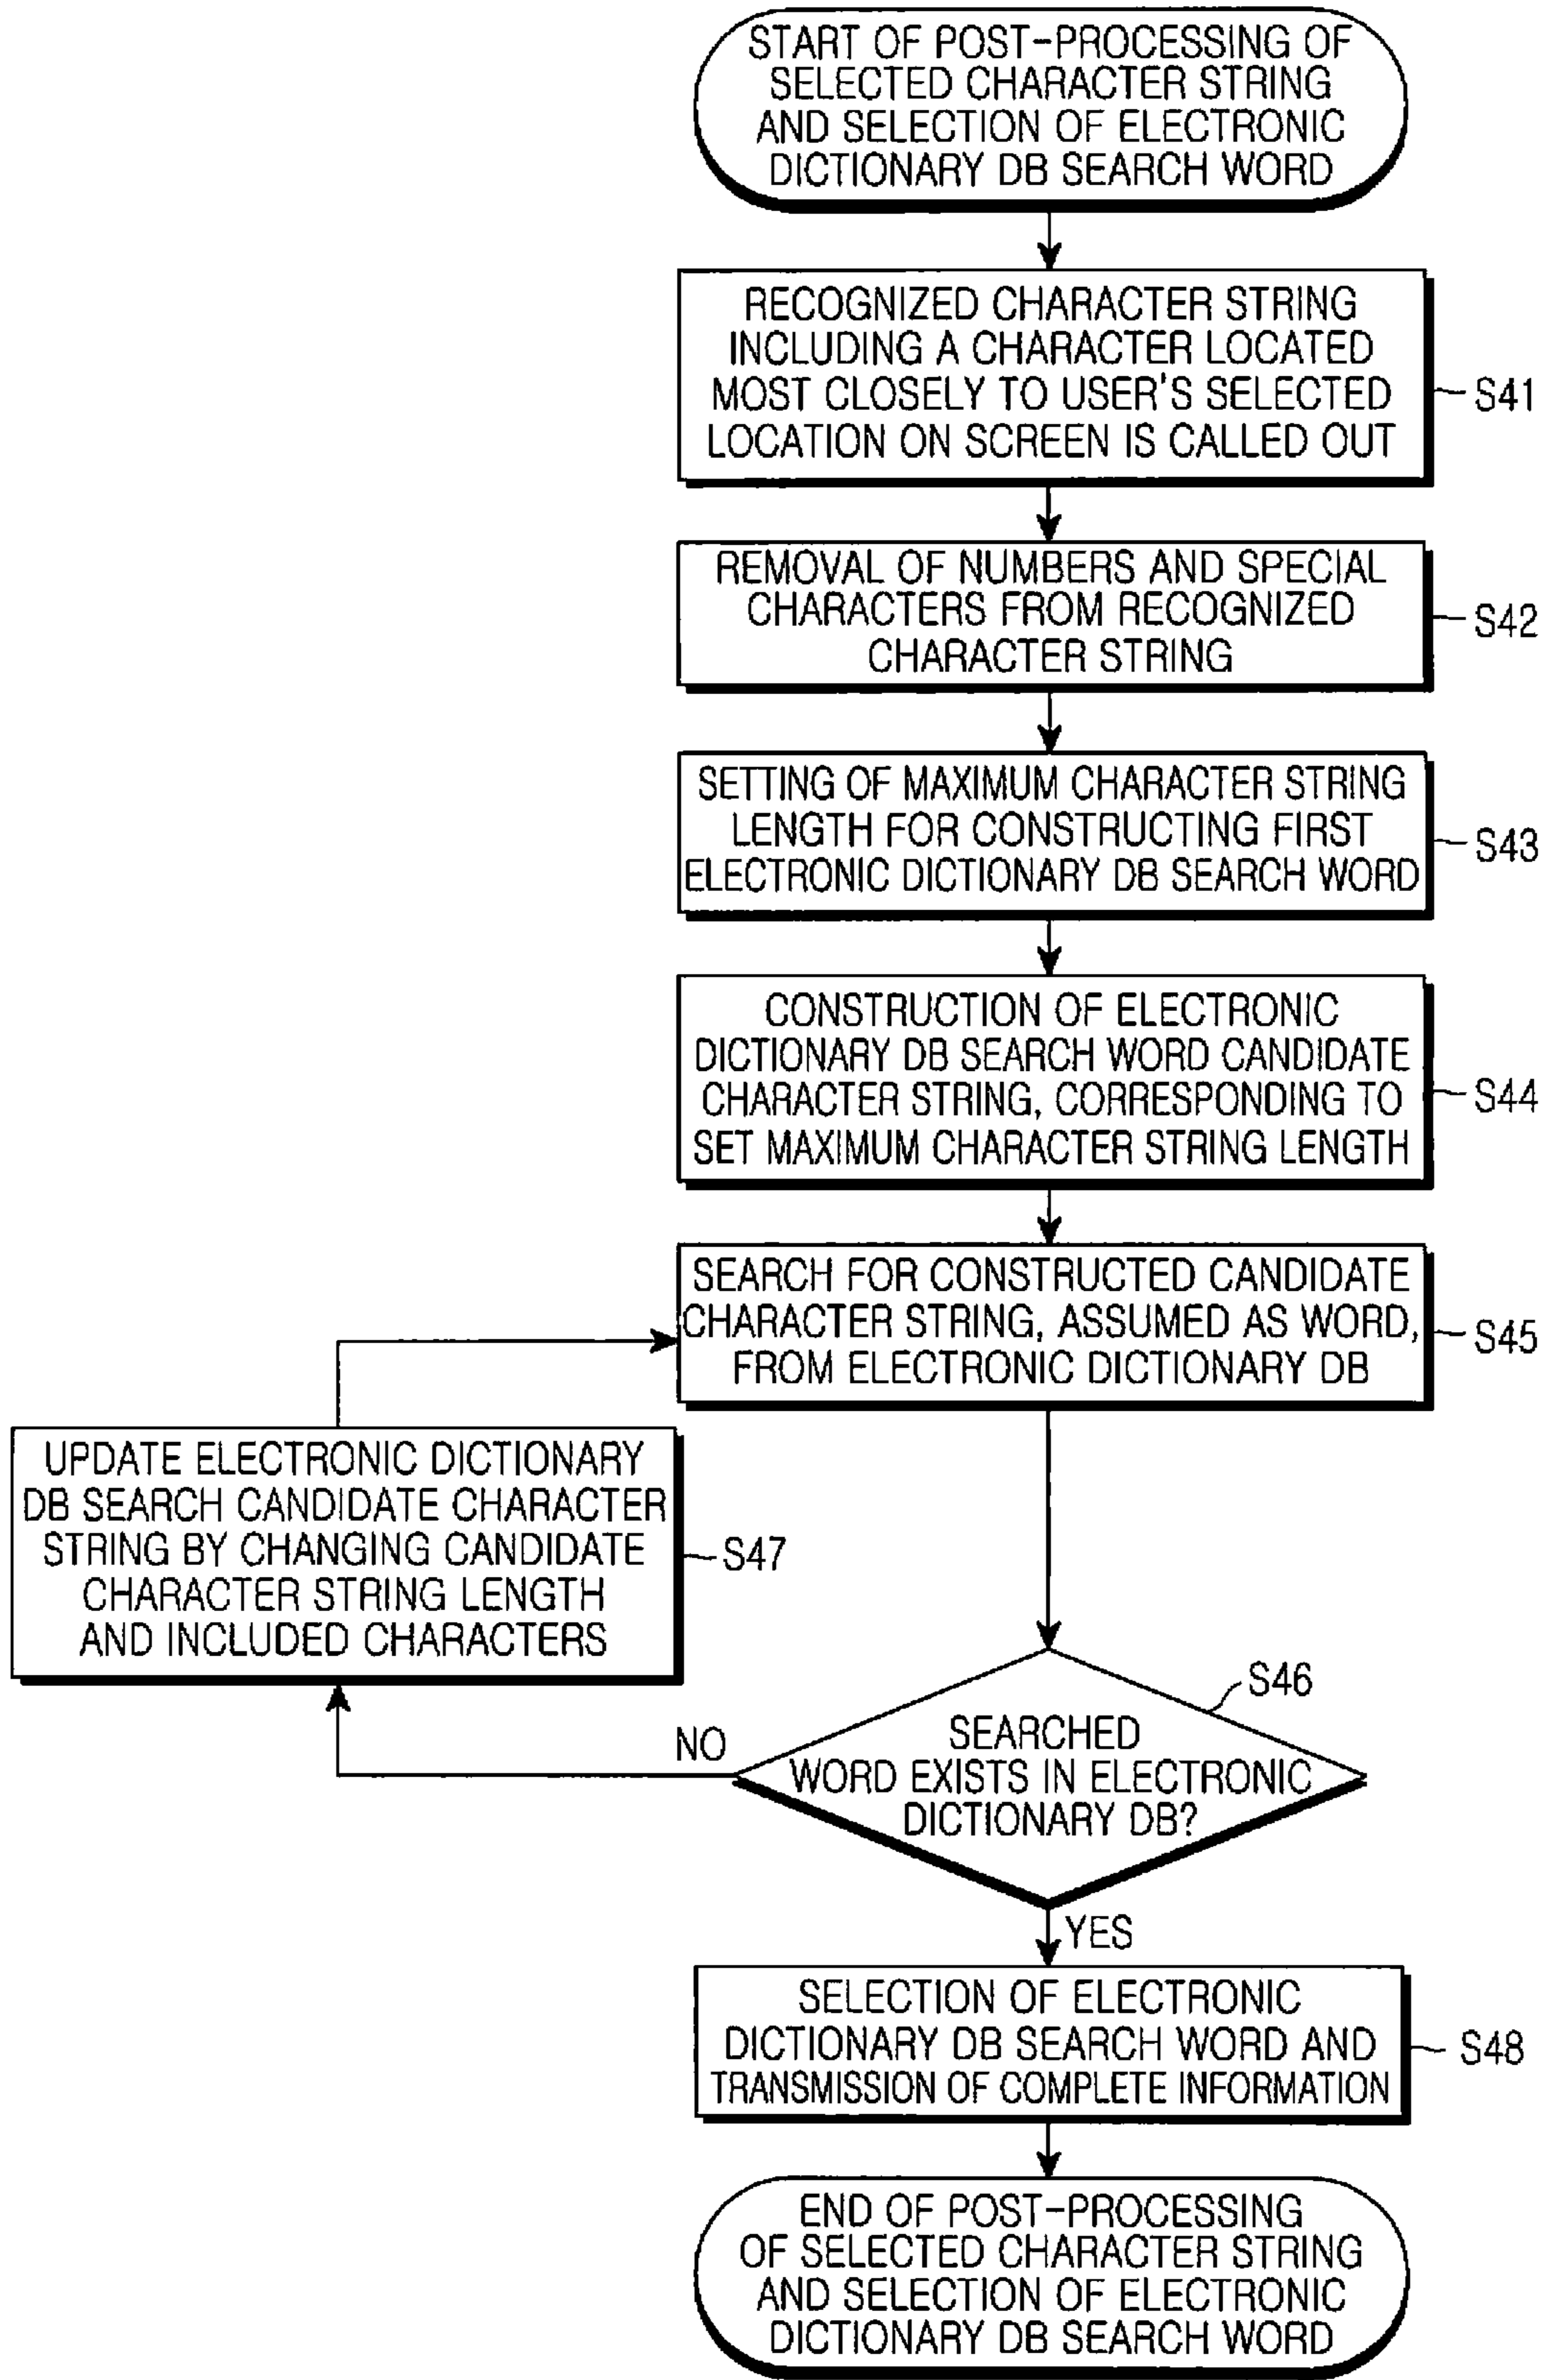 START OF POST-PROCESSING OF
SELECTED CHARACTER STRING
AND SELECTION OF ELECTRONIC
DICTIONARY DB SEARCH WORD
RECOGNIZED CHARACTER STRING
INCLUDING A CHARACTER LOCATED
MOST CLOSELY TO USER'S SELECTED
LOCATION ON SCREEN IS CALLED OUT
S41
REMOVAL OF NUMBERS AND SPECIAL
CHARACTERS FROM RECOGNIZED
CHARACTER STRING
S42
SETTING OF MAXIMUM CHARACTER STRING
LENGTH FOR CONSTRUCTING FIRST
ELECTRONIC DICTIONARY DB SEARCH WORD
S43
CONSTRUCTION OF ELECTRONIC
DICTIONARY DB SEARCH WORD CANDIDATE
CHARACTER STRING, CORRESPONDING TO
SET MAXIMUM CHARACTER STRING LENGTH
S44
SEARCH FOR CONSTRUCTED CANDIDATE
CHARACTER STRING, ASSUMED AS WORD,
FROM ELECTRONIC DICTIONARY DB
S45
UPDATE ELECTRONIC DICTIONARY
DB SEARCH CANDIDATE CHARACTER
STRING BY CHANGING CANDIDATE
CHARACTER STRING LENGTH
AND INCLUDED CHARACTERS
S47
S46
NO
SEARCHED
WORD EXISTS IN ELECTRONIC
DICTIONARY DB?
YES
SELECTION OF ELECTRONIC
DICTIONARY DB SEARCH WORD AND
TRANSMISSION OF COMPLETE INFORMATION
S48
END OF POST-PROCESSING
OF SELECTED CHARACTER STRING
AND SELECTION OF ELECTRONIC
DICTIONARY DB SEARCH WORD